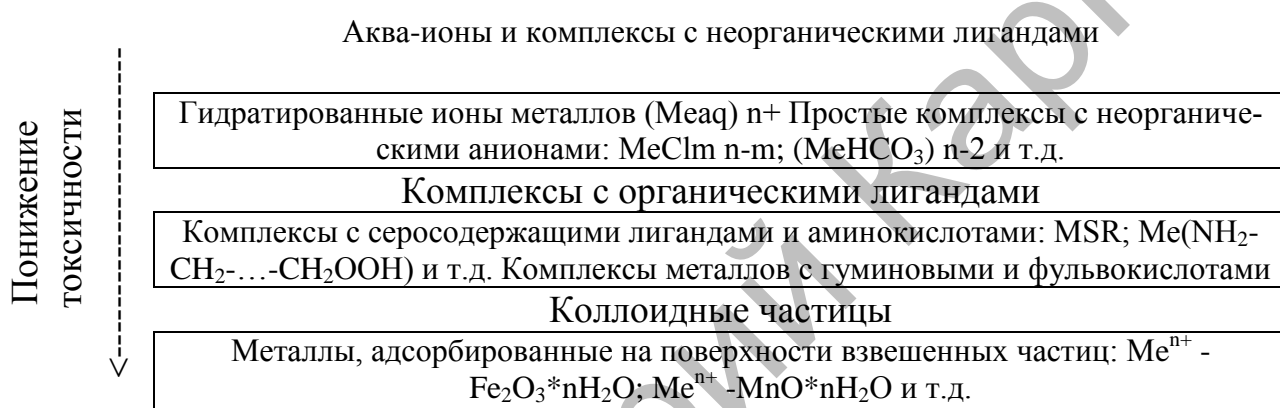 Аква-ионы и комплексы с неорганическими лигандами
Понижение
токсичности
Гидратированные ионы металлов (Meaq) n+ Простые комплексы с неорганиче-
скими анионами: MeClm n-m; (MeHCO₃) n-2 и т.д.
Комплексы с органическими лигандами
Комплексы с серосодержащими лигандами и аминокислотами: MSR; Me(NH₂-
CH₂-…-CH₂OOH) и т.д. Комплексы металлов с гуминовыми и фульвокислотами
Коллоидные частицы
Металлы, адсорбированные на поверхности взвешенных частиц: Meⁿ⁺ -
Fe₂O₃*nH₂O; Meⁿ⁺ -MnO*nH₂O и т.д.